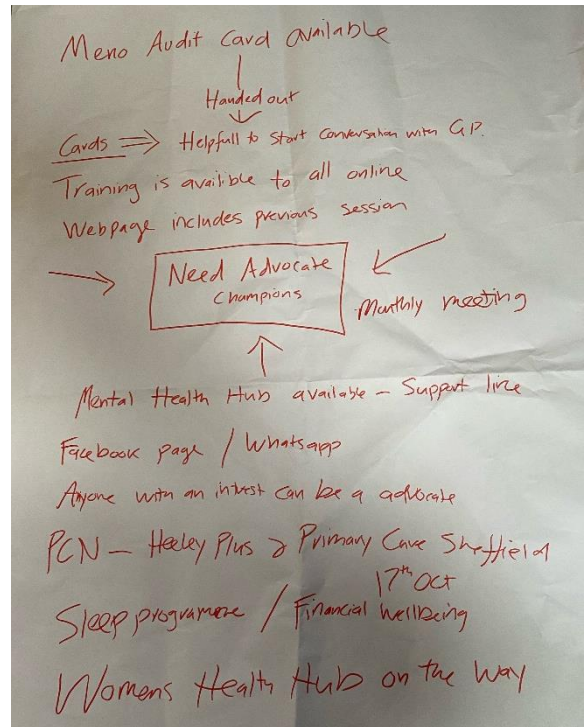 Meno Audit Card available
Handed out
Cards ⇒ Helpfull to start conversation with G.P.
Training is availible to all online
Webpage includes previous session
Need Advocate
Champions
Monthly meeting
Mental Health Hub available - Support line
Facebook page / Whatsapp
Anyone with an intrest can be a advocate
PCN - Heeley Plus & Primary Care Sheffield
17th Oct
Sleep programme / Financial Wellbeing
Womens Health Hub on the way